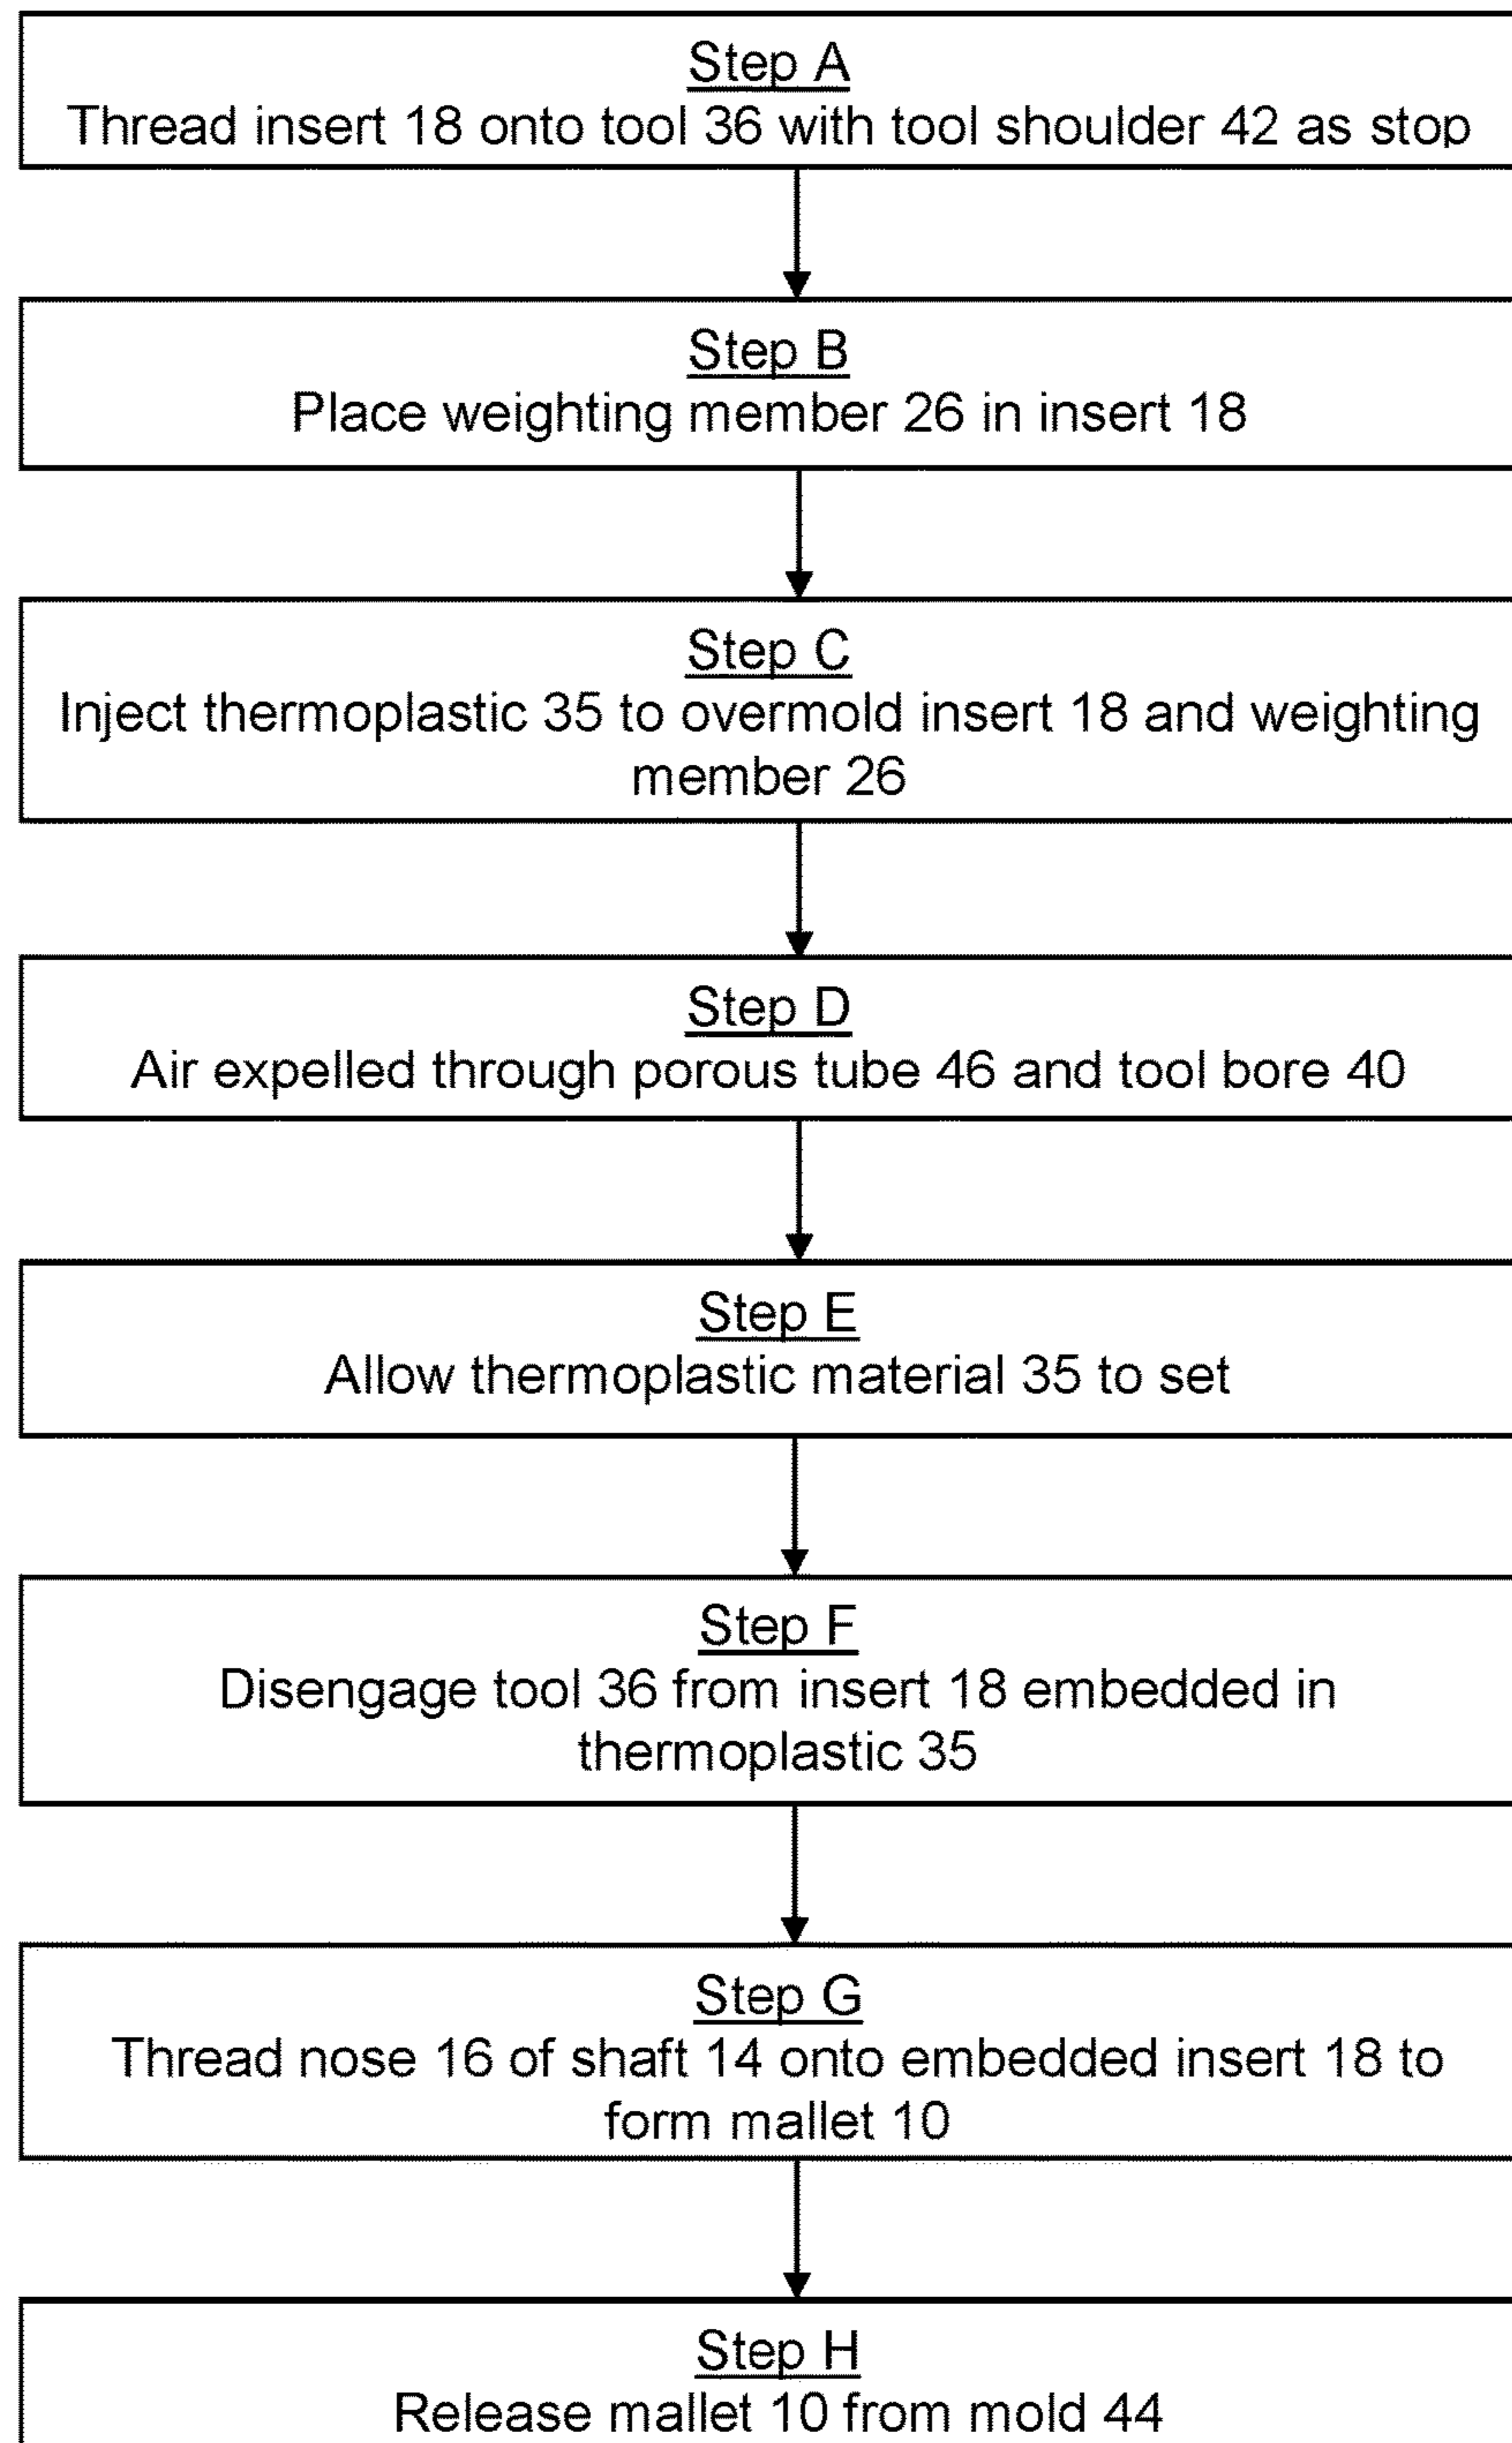 Step A
Thread insert 18 onto tool 36 with tool shoulder 42 as stop
Step B
Place weighting member 26 in insert 18
Step C
Inject thermoplastic 35 to overmold insert 18 and weighting
member 26
Step D
Air expelled through porous tube 46 and tool bore 40
Step E
Allow thermoplastic material 35 to set
Step F
Disengage tool 36 from insert 18 embedded in
thermoplastic 35
Step G
Thread nose 16 of shaft 14 onto embedded insert 18 to
form mallet 10
Step H
Release mallet 10 from mold 44